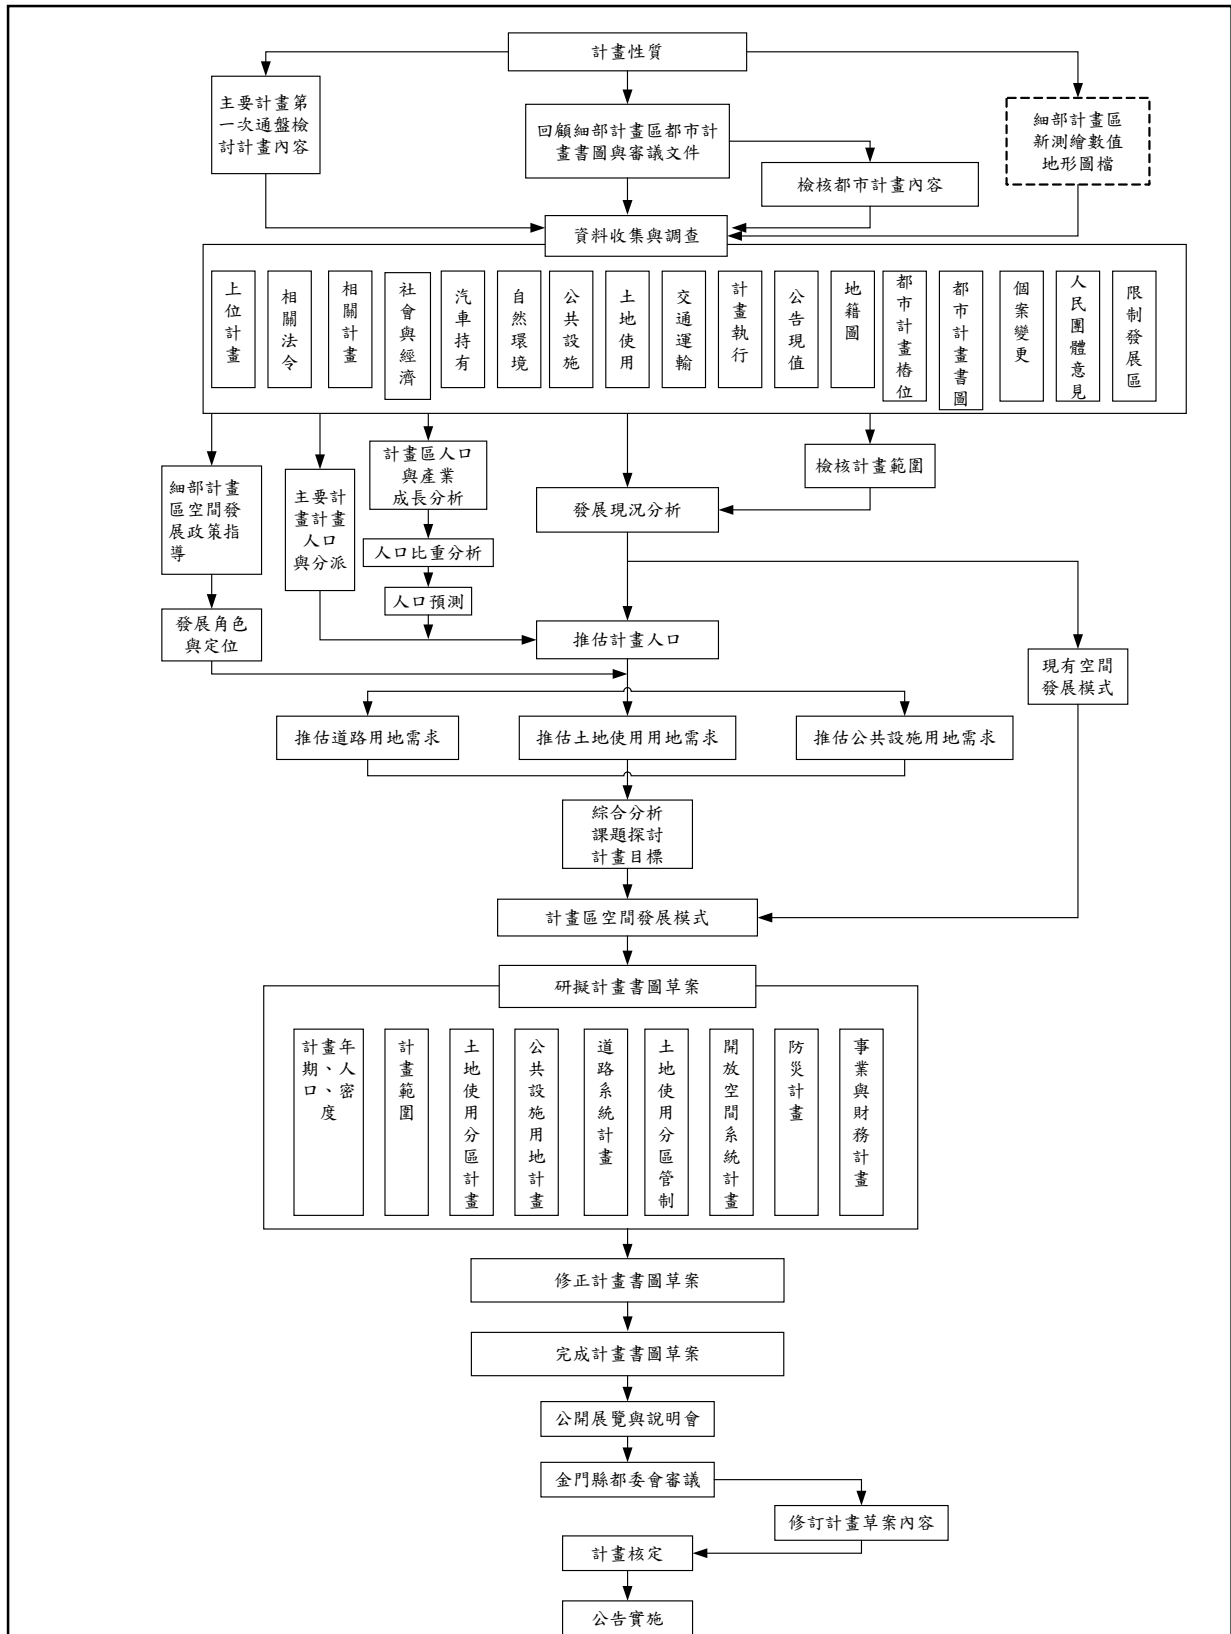 計畫性質
主要計畫第
一次通盤檢
討計畫內容
回顧細部計畫區都市計
畫書圖與審議文件
細部計畫區
新測繪數值
地形圖檔
檢核都市計畫內容
資料收集與調查
上位計畫
相關法令
相關計畫
社會與經濟
汽車持有
自然環境
公共設施
土地使用
交通運輸
計畫執行
公告現值
地籍圖
都市計畫樁位
都市計畫書圖
個案變更
人民團體意見
限制發展區
細部計畫
區空間發
展政策指
導
主要計
畫計畫
人口
與分派
計畫區人口
與產業
成長分析
檢核計畫範圍
發展現況分析
人口比重分析
人口預測
發展角色
與定位
推估計畫人口
現有空間
發展模式
推估道路用地需求
推估土地使用用地需求
推估公共設施用地需求
綜合分析
課題探討
計畫目標
計畫區空間發展模式
研擬計畫書圖草案
計畫年
期、人
口、密
度
計畫範圍
土地使用分區計畫
公共設施用地計畫
道路系統計畫
土地使用分區管制
開放空間系統計畫
防災計畫
事業與財務計畫
修正計畫書圖草案
完成計畫書圖草案
公開展覽與說明會
金門縣都委會審議
修訂計畫草案內容
計畫核定
公告實施